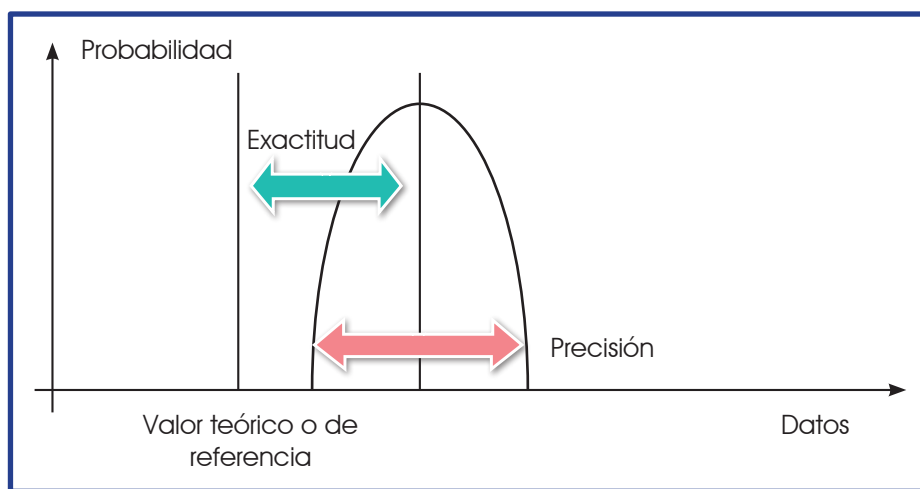 Probabilidad
Exactitud
Precisión
Valor teórico o de
referencia
Datos